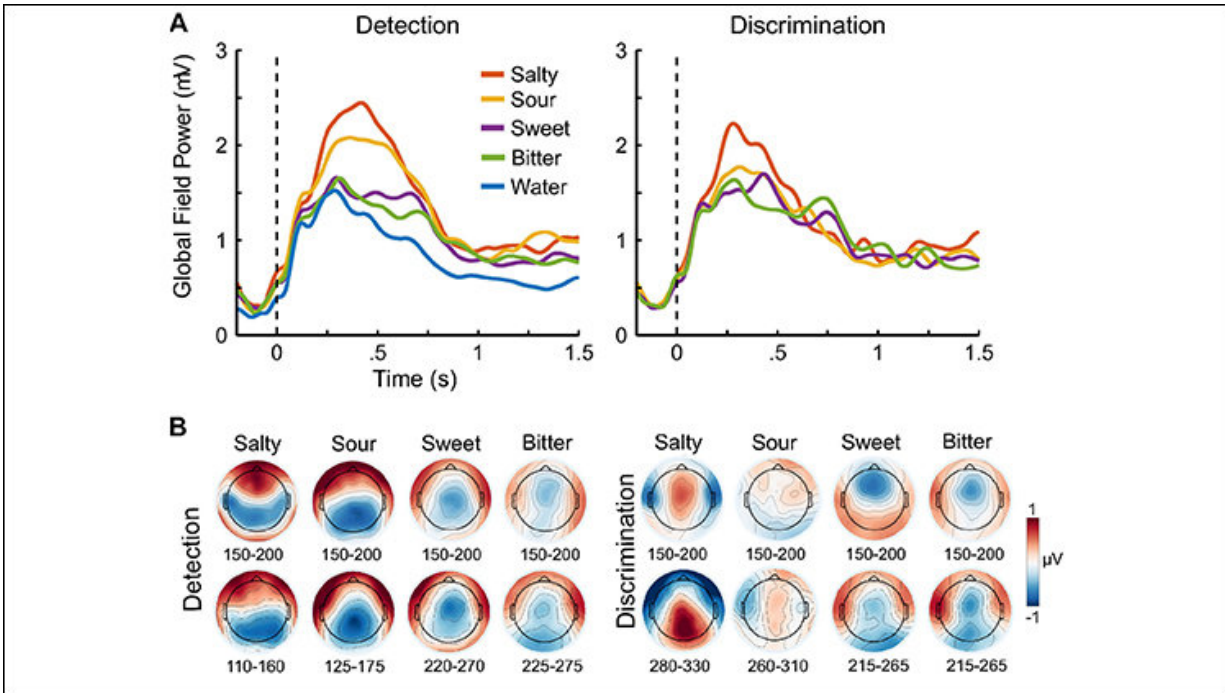 A
Detection
Discrimination
Global Field Power (mV)
3
2
1
0
Salty
Sour
Sweet
Bitter
Water
0
.5
1
1.5
Time (s)
3
2
1
0
0
.5
1
1.5
B
Detection
Salty Sour Sweet Bitter
150-200 150-200 150-200 150-200
110-160 125-175 220-270 225-275
Discrimination
Salty Sour Sweet Bitter
150-200 150-200 150-200 150-200
280-330 260-310 215-265 215-265
1
μV
-1